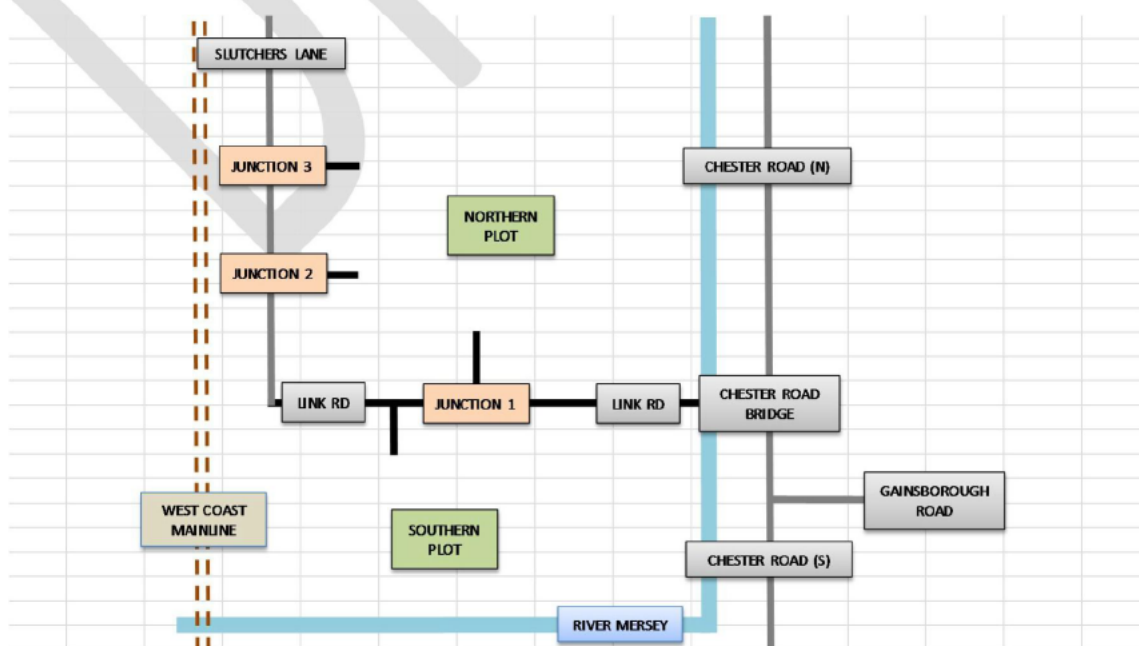 SLUTCHERS LANE
JUNCTION 3
CHESTER ROAD (N)
NORTHERN
PLOT
JUNCTION 2
LINK RD
JUNCTION 1
LINK RD
CHESTER ROAD
BRIDGE
GAINSBOROUGH
ROAD
WEST COAST
MAINLINE
SOUTHERN
PLOT
CHESTER ROAD (S)
RIVER MERSEY